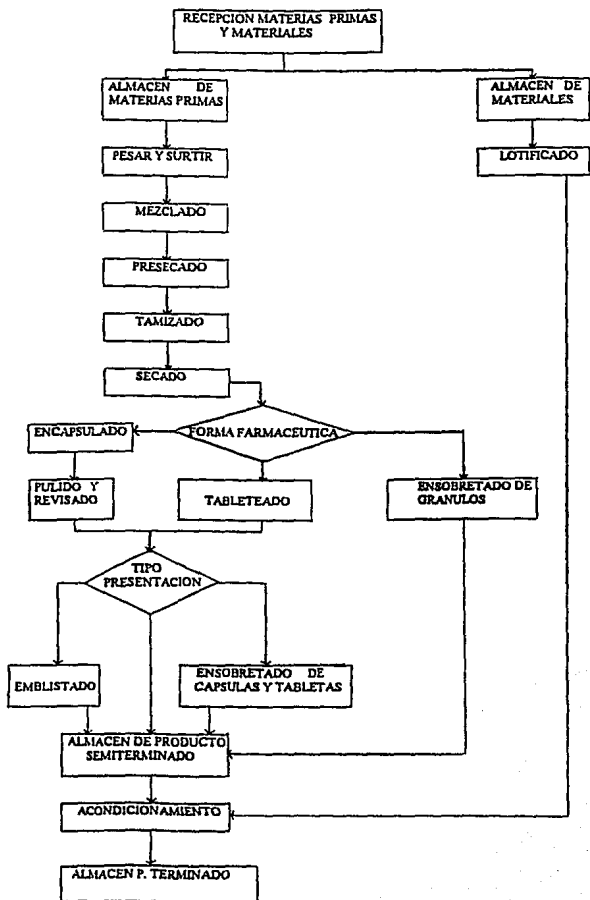 RECEPCION MATERIAS PRIMAS
Y MATERIALES
ALMACEN DE
MATERIAS PRIMAS
ALMACEN DE
MATERIALES
PESAR Y SURTIR
LOTIFICADO
MEZCLADO
PRESECADO
TAMIZADO
SECADO
FORMA FARMACEUTICA
ENCAPSULADO
PULIDO Y
REVISADO
TABLETEADO
ENSOBRETADO DE
GRANULOS
TIPO
PRESENTACION
EMBLISTADO
ENSOBRETADO DE
CAPSULAS Y TABLETAS
ALMACEN DE PRODUCTO
SEMITERMINADO
ACONDICIONAMIENTO
ALMACEN P. TERMINADO